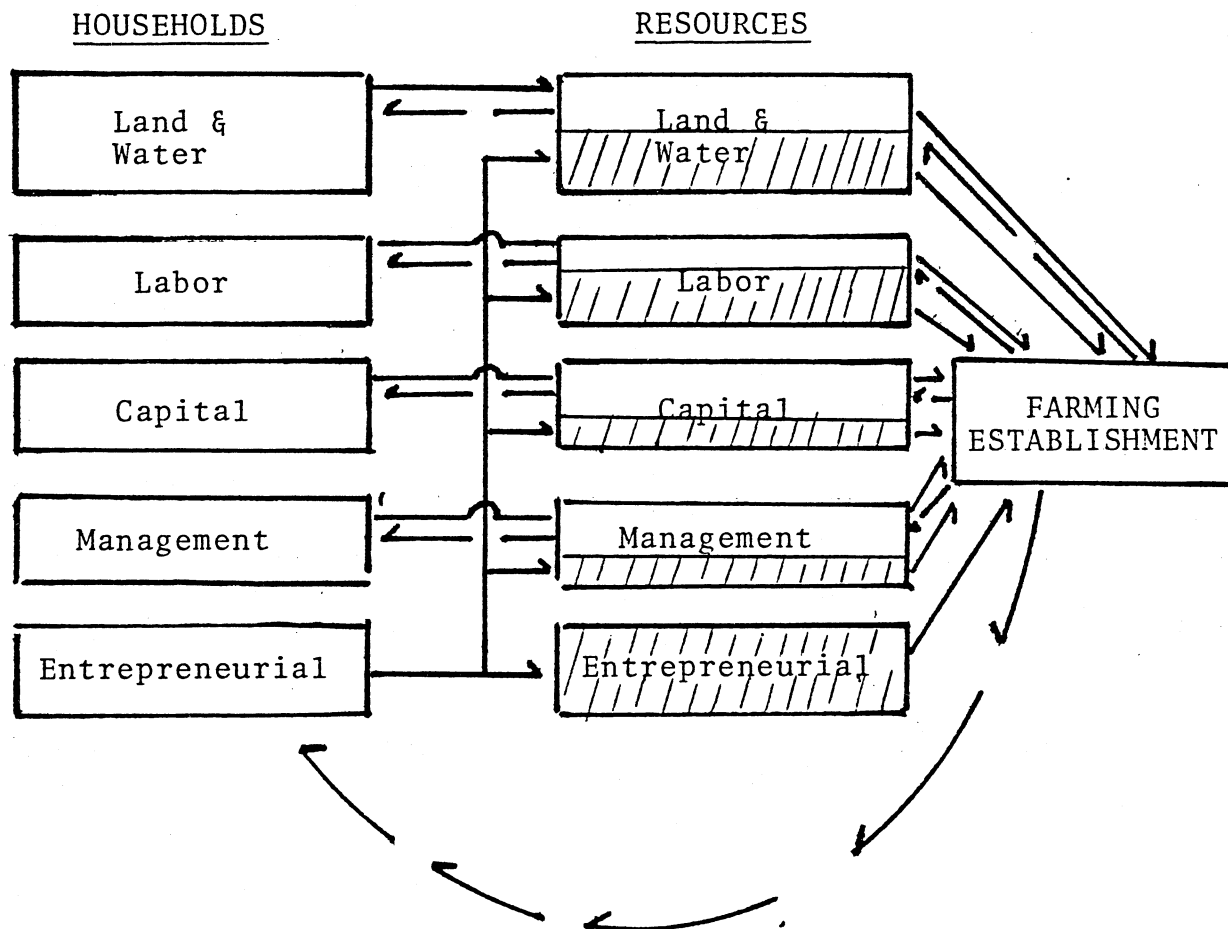 HOUSEHOLDS
RESOURCES
Land &
Water
Land &
Water
Labor
Labor
Capital
Capital
FARMING
ESTABLISHMENT
Management
Management
Entrepreneurial
Entrepreneurial